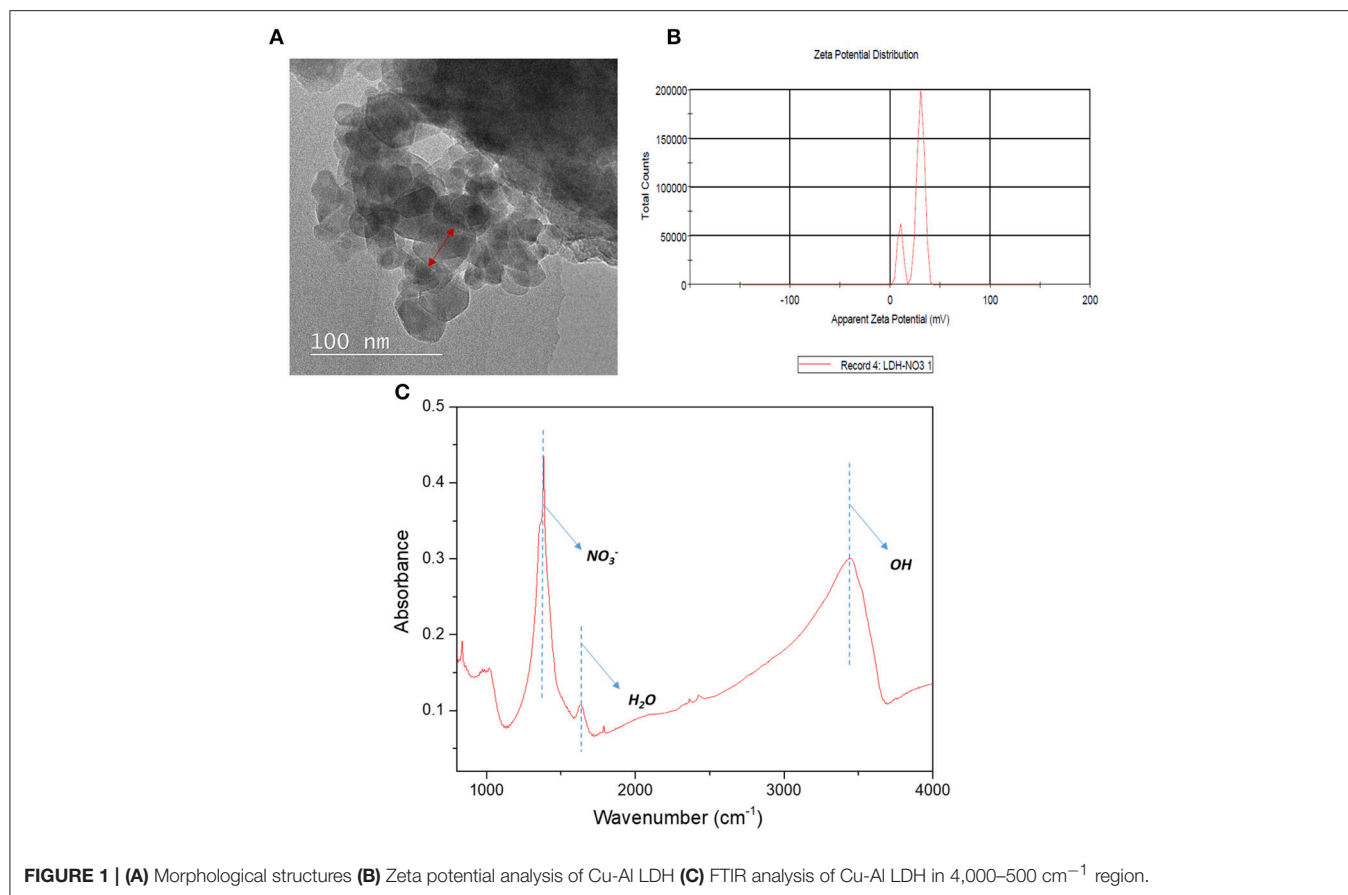 A
100 nm
B
Zeta Potential Distribution
Total Counts
200000
150000
100000
50000
0
-100
0
100
200
Apparent Zeta Potential (mV)
Record 4: LDH-NO3 1
C
Absorbance
0.5
0.4
0.3
0.2
0.1
NO₃⁻
H₂O
OH
1000
2000
3000
4000
Wavenumber (cm⁻¹)
FIGURE 1 | (A) Morphological structures (B) Zeta potential analysis of Cu-Al LDH (C) FTIR analysis of Cu-Al LDH in 4,000–500 cm⁻¹ region.